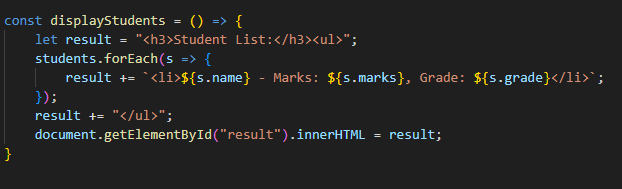 const displayStudents = () => {
    let result = "<h3>Student List:</h3><ul>";
    students.forEach(s => {
        result += `<li>${s.name} - Marks: ${s.marks}, Grade: ${s.grade}</li>`;
    });
    result += "</ul>";
    document.getElementById("result").innerHTML = result;
}